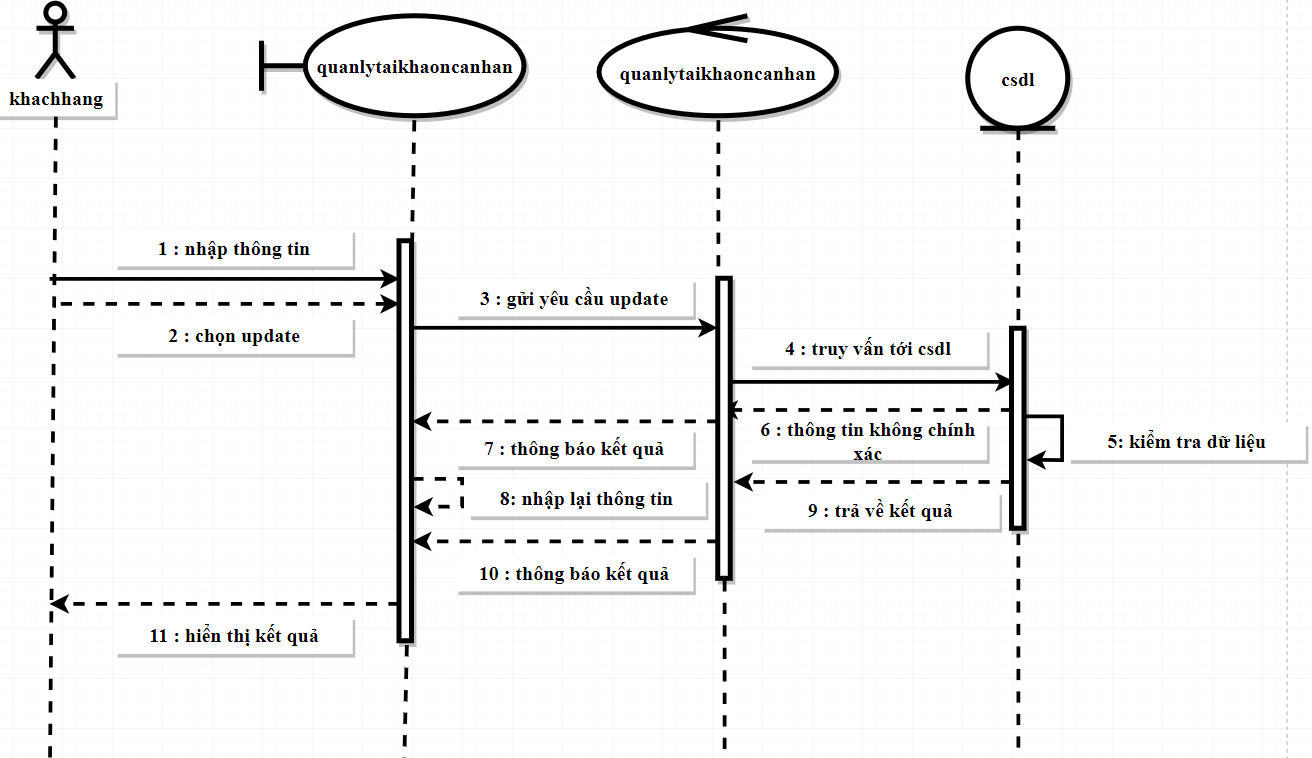 khachhang
quanlytaikhaoncanhan
quanlytaikhaoncanhan
csdl
1 : nhập thông tin
2 : chọn update
3 : gửi yêu cầu update
4 : truy vấn tới csdl
5: kiểm tra dữ liệu
6 : thông tin không chính
xác
7 : thông báo kết quả
8: nhập lại thông tin
9 : trả về kết quả
10 : thông báo kết quả
11 : hiển thị kết quả